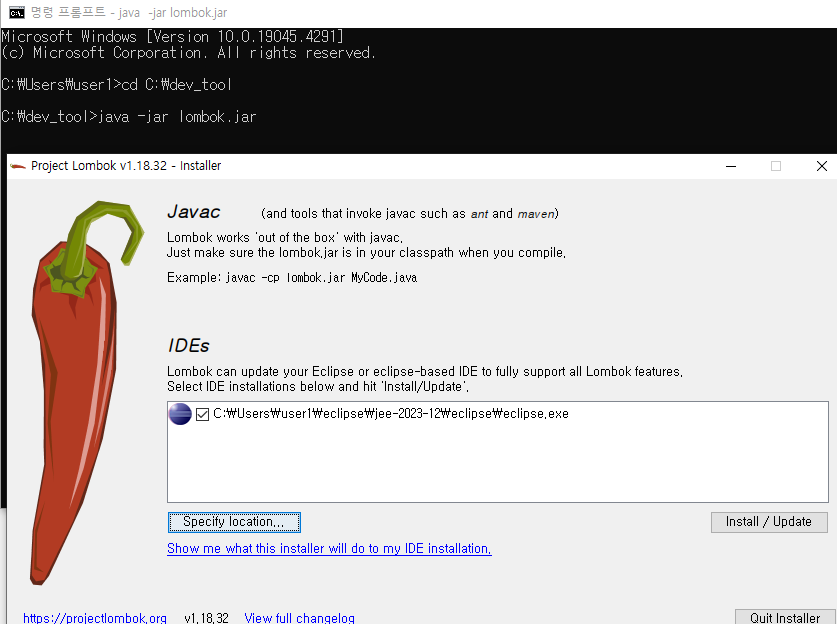 명령 프롬프트 - java  -jar lombok.jar
Microsoft Windows [Version 10.0.19045.4291]
(c) Microsoft Corporation. All rights reserved.
C:₩Users₩user1>cd C:₩dev_tool
C:₩dev_tool>java -jar lombok.jar
Project Lombok v1.18.32 - Installer
Javac (and tools that invoke javac such as ant and maven)
Lombok works 'out of the box' with javac.
Just make sure the lombok.jar is in your classpath when you compile.
Example: javac -cp lombok.jar MyCode.java
IDEs
Lombok can update your Eclipse or eclipse-based IDE to fully support all Lombok features.
Select IDE installations below and hit 'Install/Update'.
C:₩Users₩user1₩eclipse₩jee-2023-12₩eclipse₩eclipse.exe
Specify location... Install / Update
Show me what this installer will do to my IDE installation.
https://projectlombok.org v1.18.32 View full changelog Quit Installer